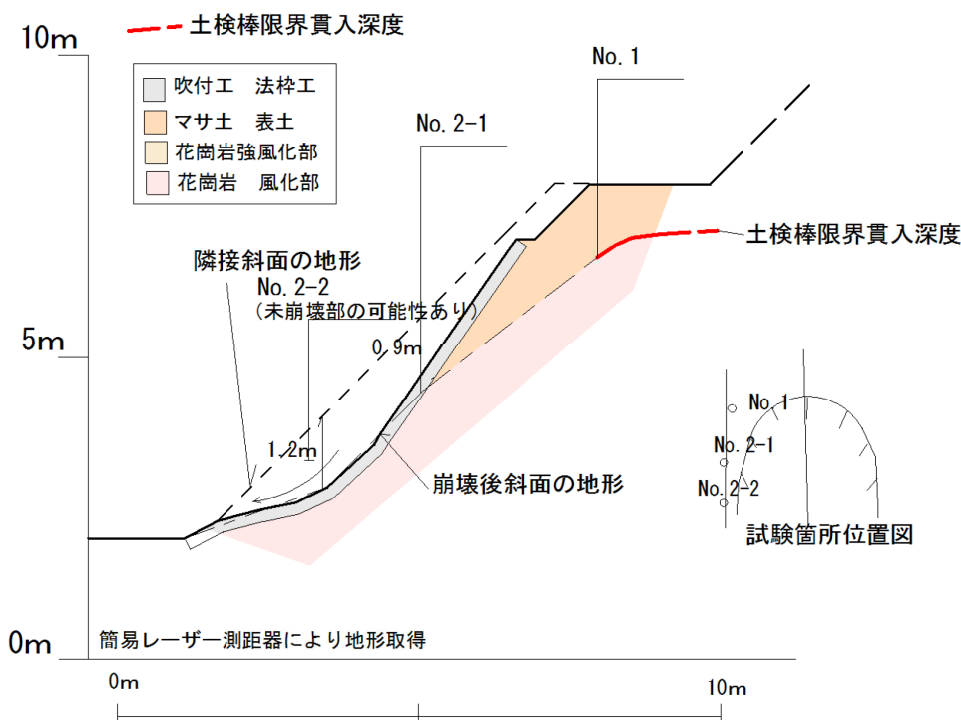 土検棒限界貫入深度
10m
吹付工 法枠工
マサ土 表土
花崗岩強風化部
花崗岩 風化部
No. 1
No. 2-1
土検棒限界貫入深度
隣接斜面の地形
No. 2-2
(未崩壊部の可能性あり)
5m
0.9m
1.2m
崩壊後斜面の地形
No. 1
No. 2-1
No. 2-2
試験箇所位置図
0m
簡易レーザー測距器により地形取得
0m
10m